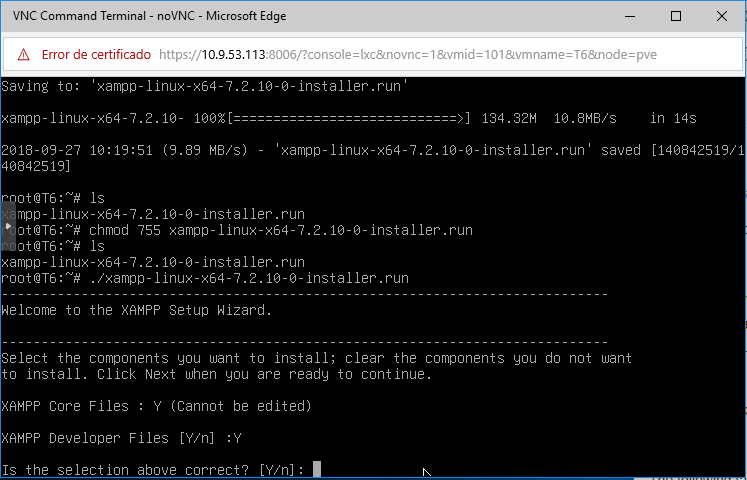 VNC Command Terminal - noVNC - Microsoft Edge
Error de certificado https://10.9.53.113:8006/?console=lxc&novnc=1&vmid=101&vmname=T6&node=pve
Saving to: 'xampp-linux-x64-7.2.10-0-installer.run'
xampp-linux-x64-7.2.10- 100%[============================>] 134.32M 10.8MB/s in 14s
2018-09-27 10:19:51 (9.89 MB/s) - 'xampp-linux-x64-7.2.10-0-installer.run' saved [140842519/1
40842519]
root@T6:~# ls
xampp-linux-x64-7.2.10-0-installer.run
root@T6:~# chmod 755 xampp-linux-x64-7.2.10-0-installer.run
root@T6:~# ls
xampp-linux-x64-7.2.10-0-installer.run
root@T6:~# ./xampp-linux-x64-7.2.10-0-installer.run
----------------------------------------------------------------------------
Welcome to the XAMPP Setup Wizard.
----------------------------------------------------------------------------
Select the components you want to install; clear the components you do not want
to install. Click Next when you are ready to continue.
XAMPP Core Files : Y (Cannot be edited)
XAMPP Developer Files [Y/n] :Y
Is the selection above correct? [Y/n]: